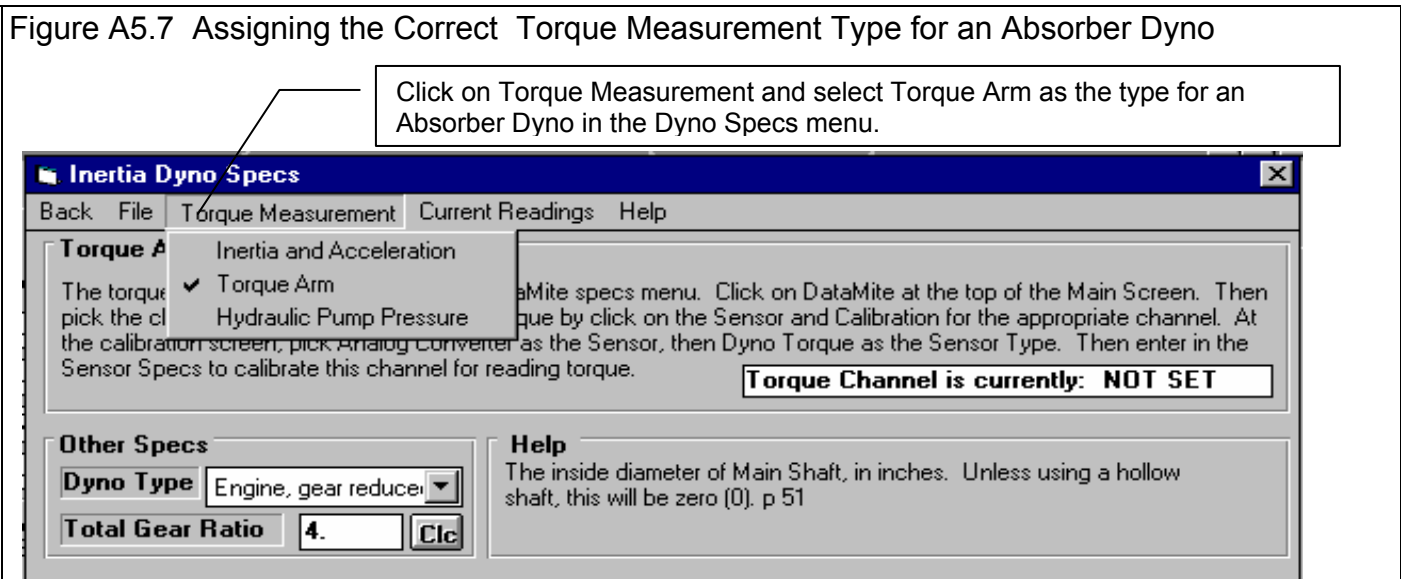 Figure A5.7 Assigning the Correct Torque Measurement Type for an Absorber Dyno
Click on Torque Measurement and select Torque Arm as the type for an
Absorber Dyno in the Dyno Specs menu.
Inertia Dyno Specs
Back File Torque Measurement Current Readings Help
Inertia and Acceleration
Torque Arm
Hydraulic Pump Pressure
Torque A
The torque aMite specs menu. Click on DataMite at the top of the Main Screen. Then
pick the cl que by click on the Sensor and Calibration for the appropriate channel. At
the calibration screen, pick Analog Converter as the Sensor, then Dyno Torque as the Sensor Type. Then enter in the
Sensor Specs to calibrate this channel for reading torque.
Torque Channel is currently: NOT SET
Other Specs
Dyno Type Engine, gear reducer
Total Gear Ratio 4. Clc
Help
The inside diameter of Main Shaft, in inches. Unless using a hollow
shaft, this will be zero (0). p 51